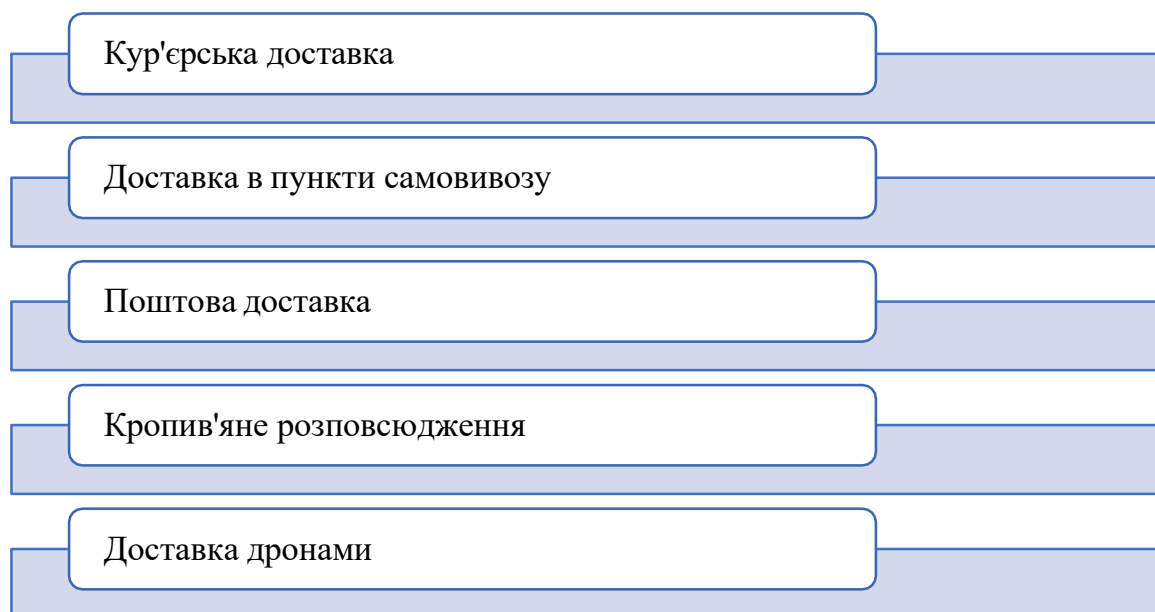 Кур'єрська доставка
Доставка в пункти самовивозу
Поштова доставка
Кропив'яне розповсюдження
Доставка дронами